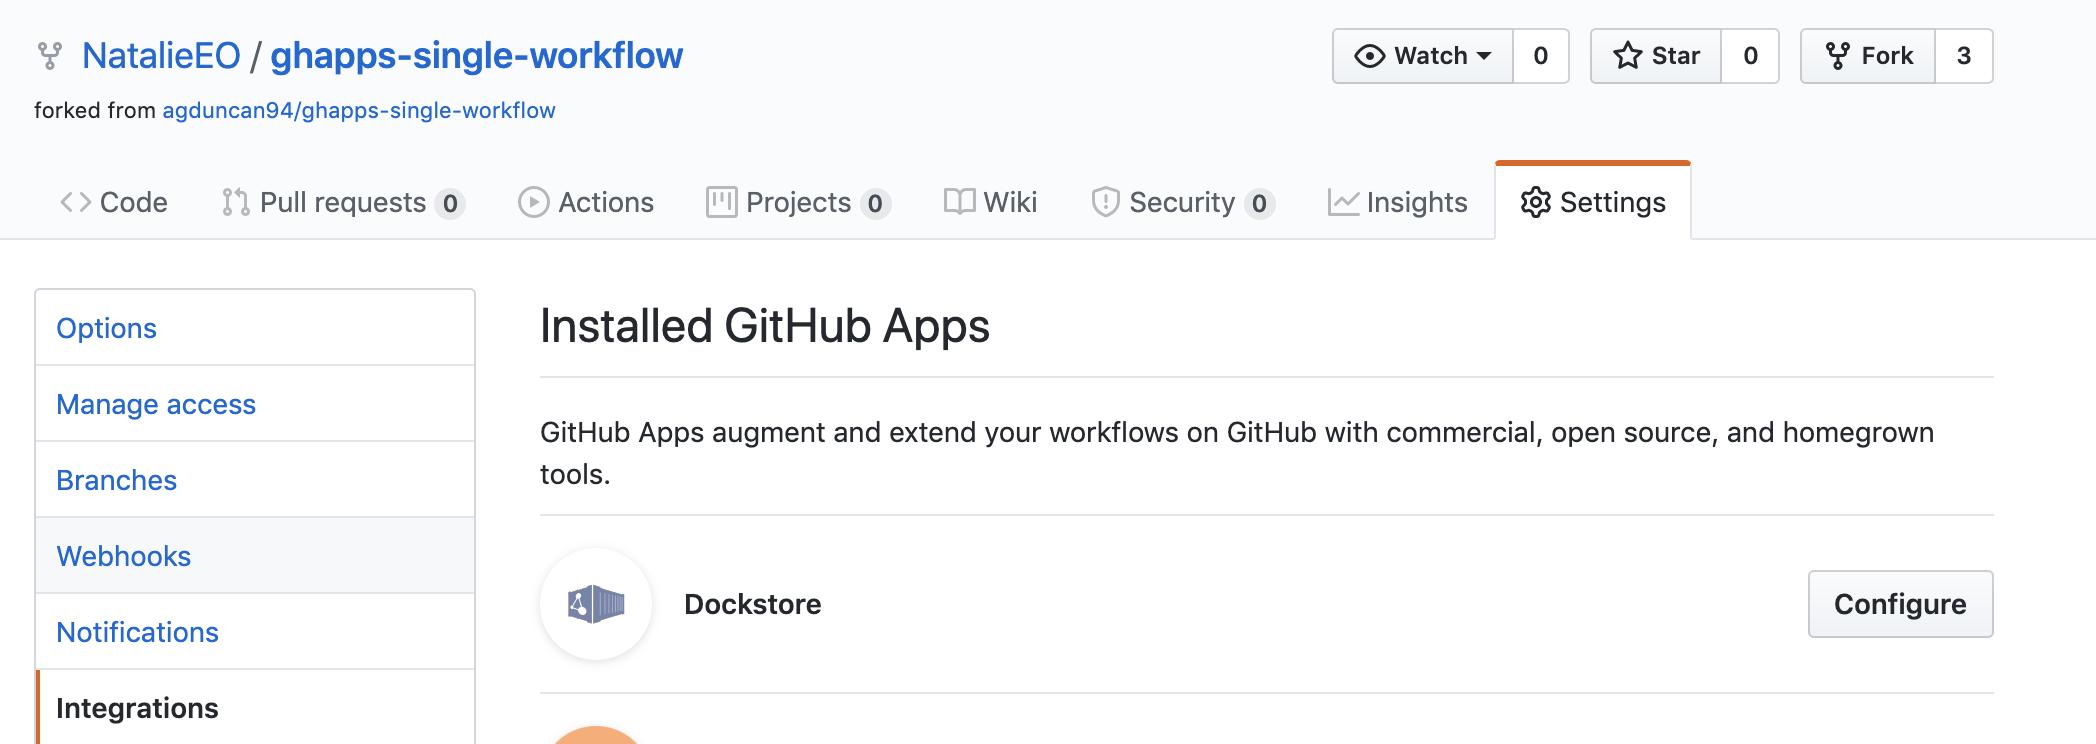 NatalieEO / ghapps-single-workflow
Watch 0 Star 0 Fork 3
forked from agduncan94/ghapps-single-workflow
Code Pull requests 0 Actions Projects 0 Wiki Security 0 Insights Settings
Options
Manage access
Branches
Webhooks
Notifications
Integrations
Installed GitHub Apps
GitHub Apps augment and extend your workflows on GitHub with commercial, open source, and homegrown
tools.
Dockstore
Configure